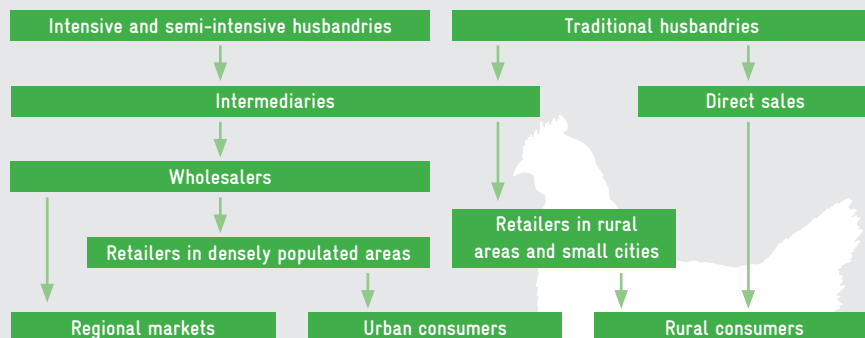 Intensive and semi-intensive husbandries
Traditional husbandries
Intermediaries
Direct sales
Wholesalers
Retailers in densely populated areas
Retailers in rural
areas and small cities
Regional markets
Urban consumers
Rural consumers